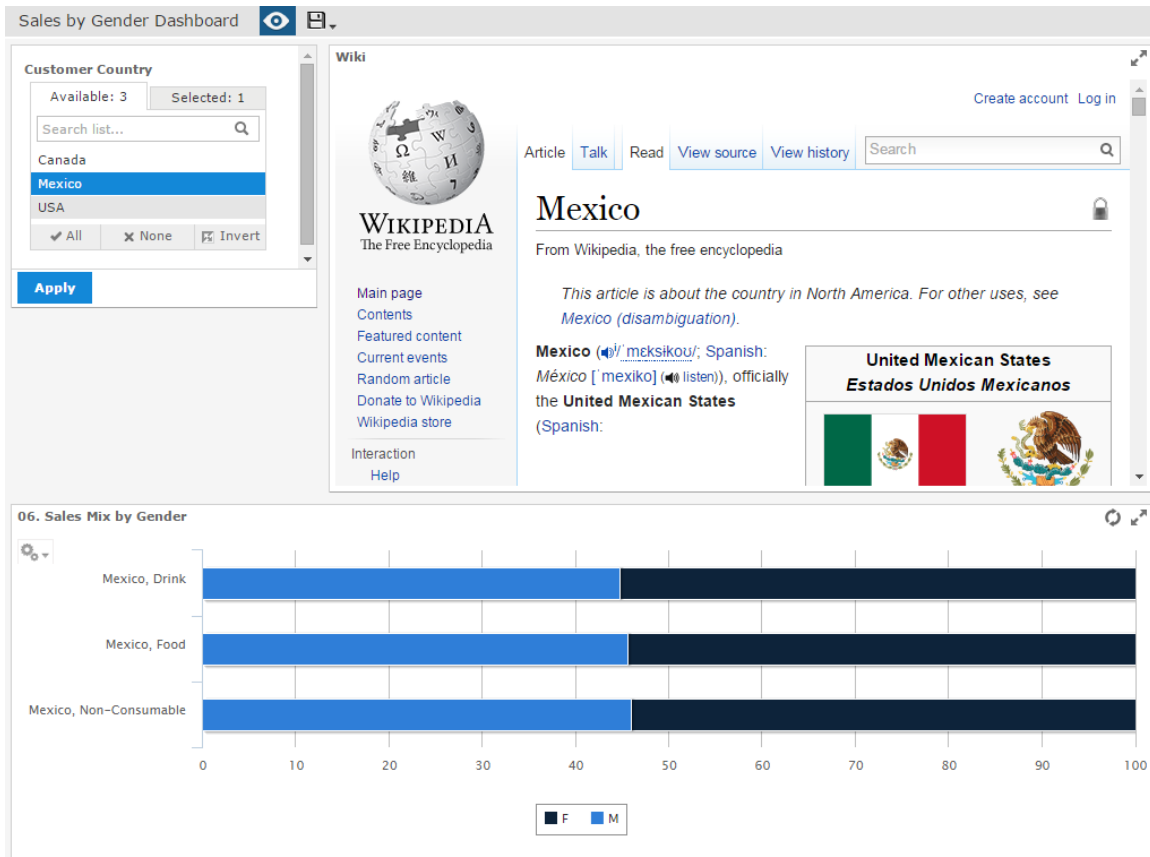 Sales by Gender Dashboard
Customer Country
Available: 3
Selected: 1
Search list...
Canada
Mexico
USA
All
None
Invert
Apply
Wiki
Create account Log in
Article Talk Read View source View history
Search
WIKIPEDIA
The Free Encyclopedia
Main page
Contents
Featured content
Current events
Random article
Donate to Wikipedia
Wikipedia store
Interaction
Help
Mexico
From Wikipedia, the free encyclopedia
This article is about the country in North America. For other uses, see
Mexico (disambiguation).
Mexico (i/ˈmɛksɨkoʊ/; Spanish:
México [ˈmexiko] (listen)), officially
the United Mexican States
(Spanish:
United Mexican States
Estados Unidos Mexicanos
06. Sales Mix by Gender
Mexico, Drink
Mexico, Food
Mexico, Non-Consumable
0 10 20 30 40 50 60 70 80 90 100
F M